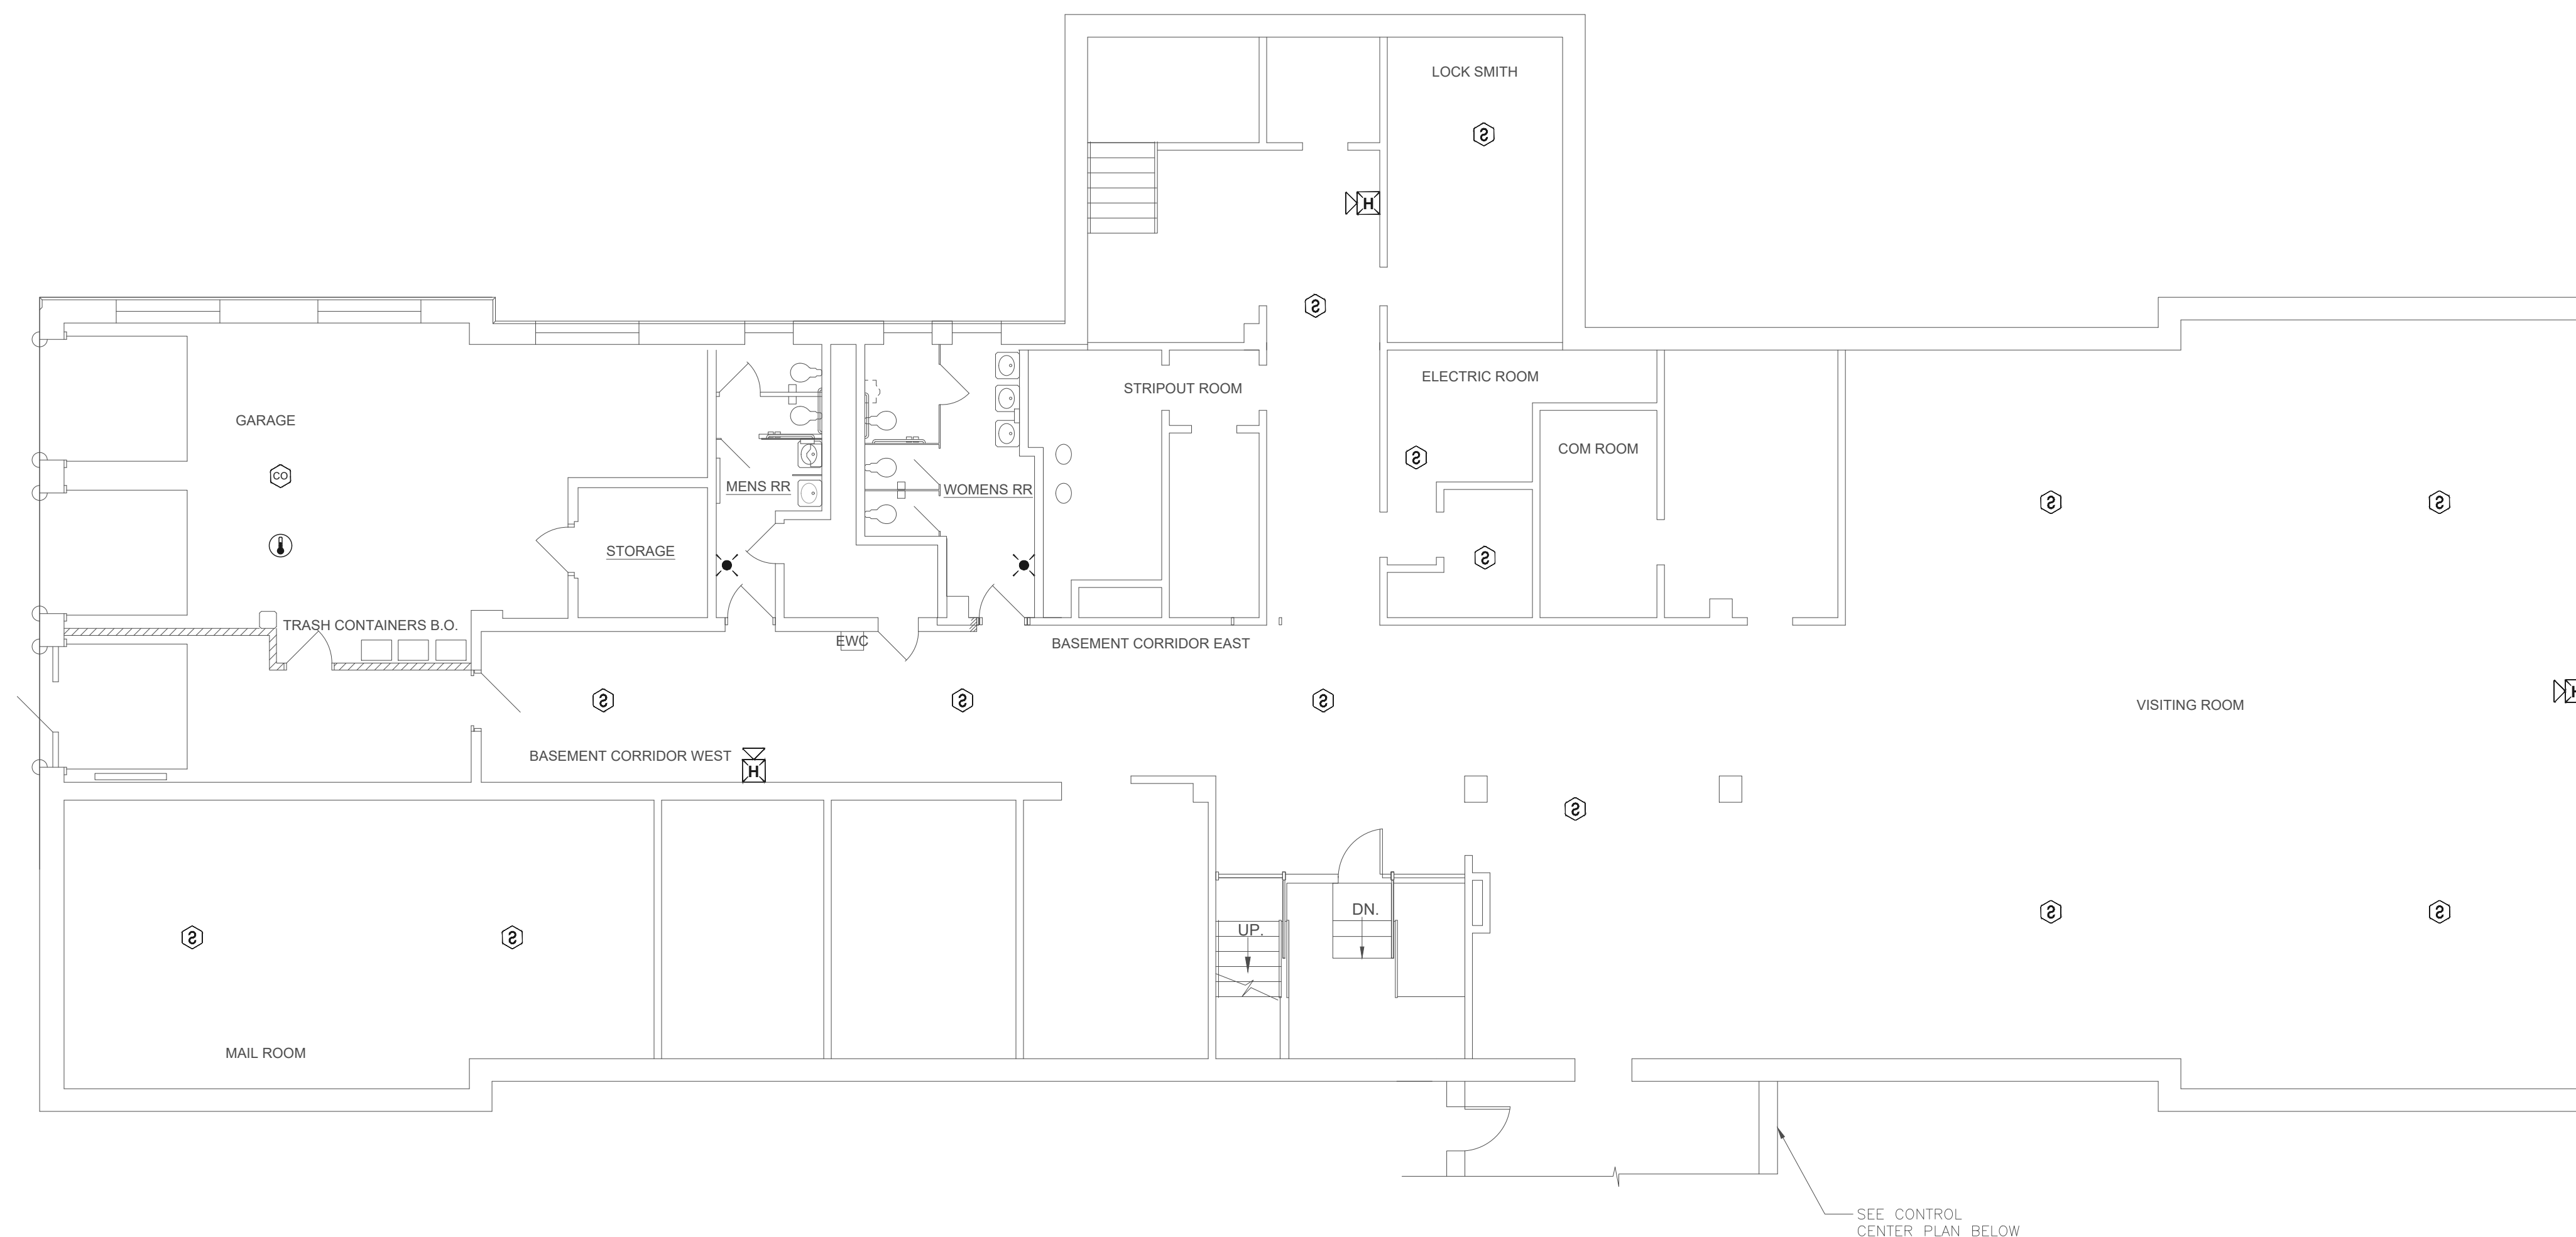 LOCK SMITH
S
H
S
STRIPOUT ROOM
ELECTRIC ROOM
GARAGE
COM ROOM
S
CO
MENS RR
WOMENS RR
S
S
STORAGE
S
TRASH CONTAINERS B.O.
EWC
BASEMENT CORRIDOR EAST
S
S
S
VISITING ROOM
H
BASEMENT CORRIDOR WEST
H
S
UP.
DN.
S
S
S
S
MAIL ROOM
SEE CONTROL
CENTER PLAN BELOW